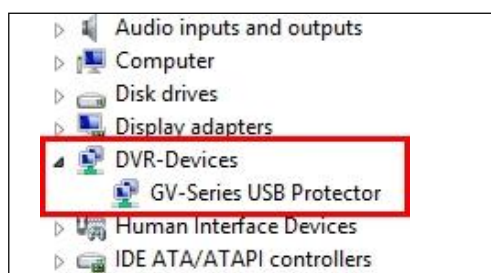 Audio inputs and outputs
Computer
Disk drives
Display adapters
DVR-Devices
GV-Series USB Protector
Human Interface Devices
IDE ATA/ATAPI controllers